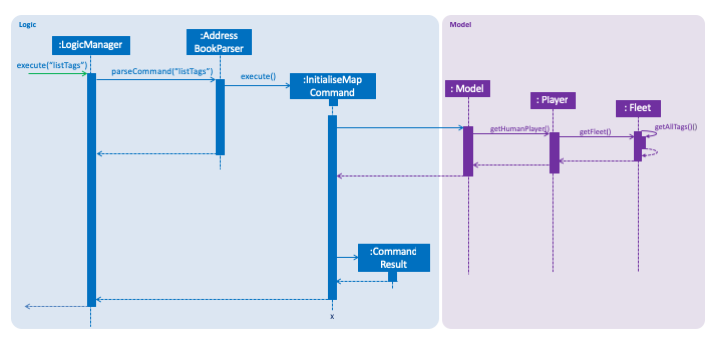 Logic
Model
:LogicManager
:Address
BookParser
execute("listTags")
parseCommand("listTags")
execute()
:InitialiseMap
Command
: Model
: Player
: Fleet
getHumanPlayer()
getFleet()
getAllTags()()
:Command
Result
x